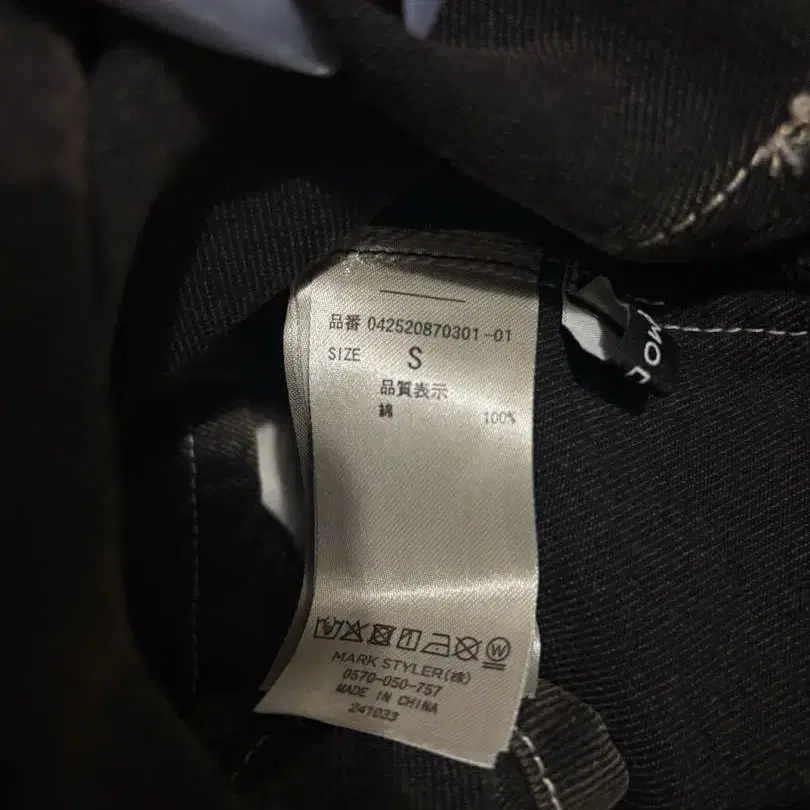 品番 042520870301-01
SIZE S
品質表示
綿 100%
MARK STYLER(株)
0570-050-757
MADE IN CHINA
241033